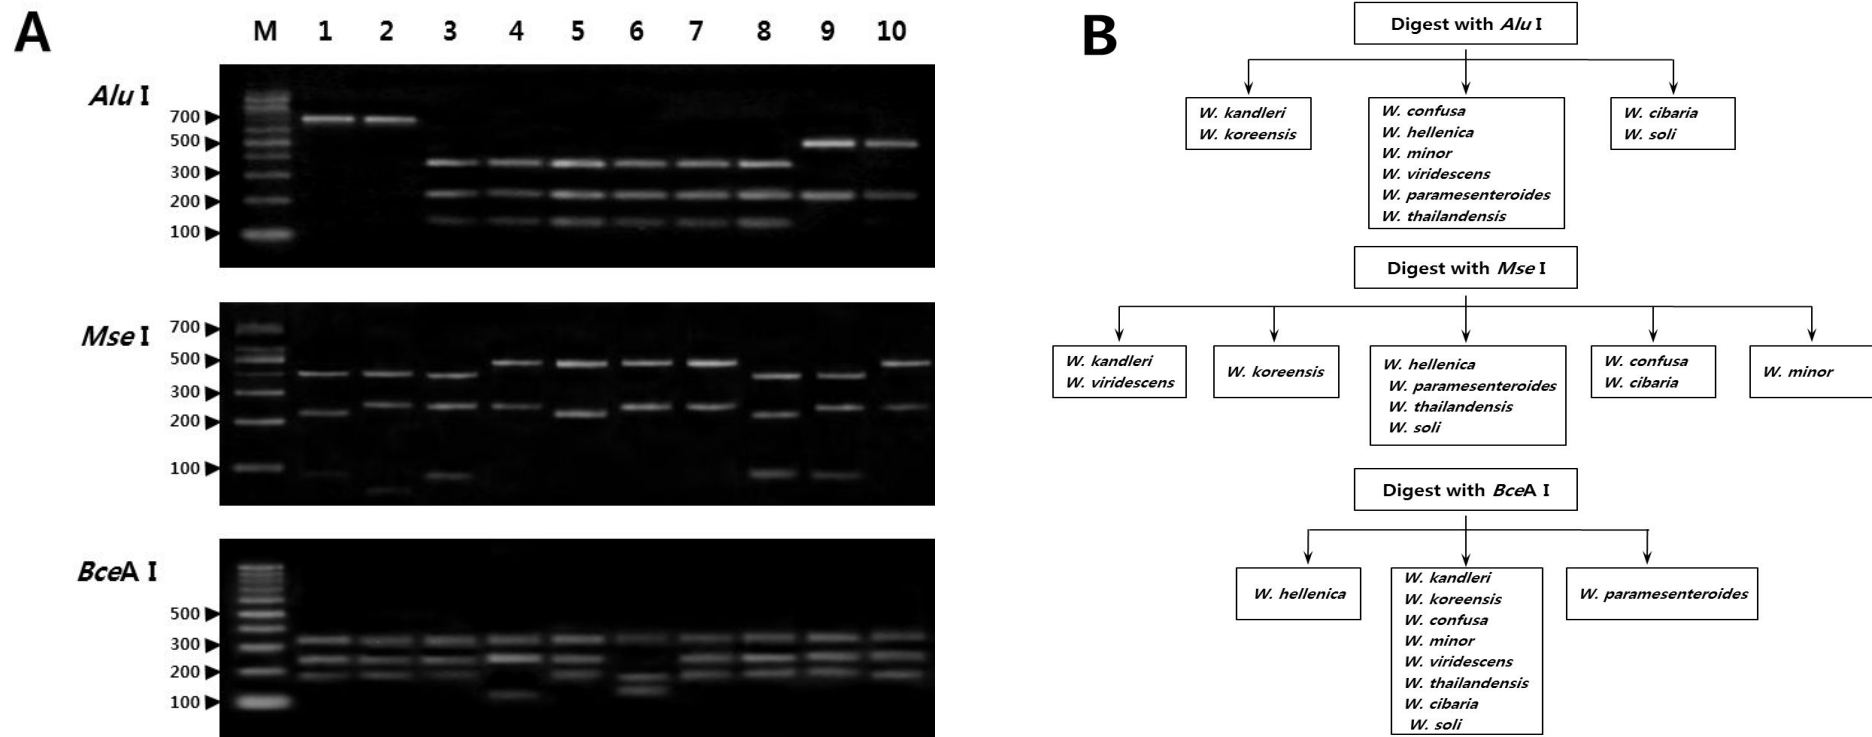 A
M 1 2 3 4 5 6 7 8 9 10
Alu I
700
500
300
200
100
Mse I
700
500
300
200
100
BceA I
500
300
200
100
B
Digest with Alu I
W. kandleri
W. koreensis
W. confusa
W. hellenica
W. minor
W. viridescens
W. paramesenteroides
W. thailandensis
W. cibaria
W. soli
Digest with Mse I
W. kandleri
W. viridescens
W. koreensis
W. hellenica
W. paramesenteroides
W. thailandensis
W. soli
W. confusa
W. cibaria
W. minor
Digest with BceA I
W. hellenica
W. kandleri
W. koreensis
W. confusa
W. minor
W. viridescens
W. thailandensis
W. cibaria
W. soli
W. paramesenteroides